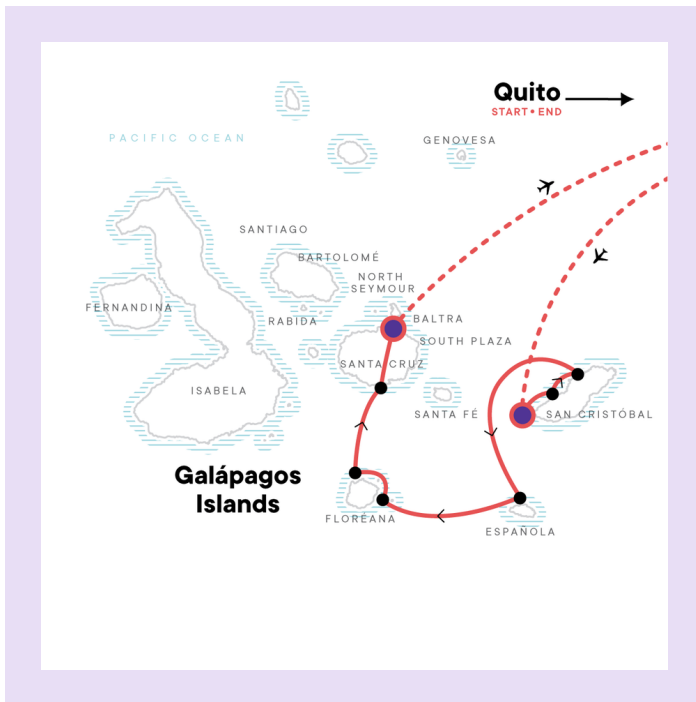 Quito
START • END
PACIFIC OCEAN
GENOVESA
SANTIAGO
BARTOLOMÉ
NORTH
SEYMOUR
FERNANDINA
RABIDA
BALTRA
SOUTH PLAZA
SANTA CRUZ
ISABELA
SANTA FÉ
SAN CRISTÓBAL
Galápagos
Islands
FLOREANA
ESPAÑOLA